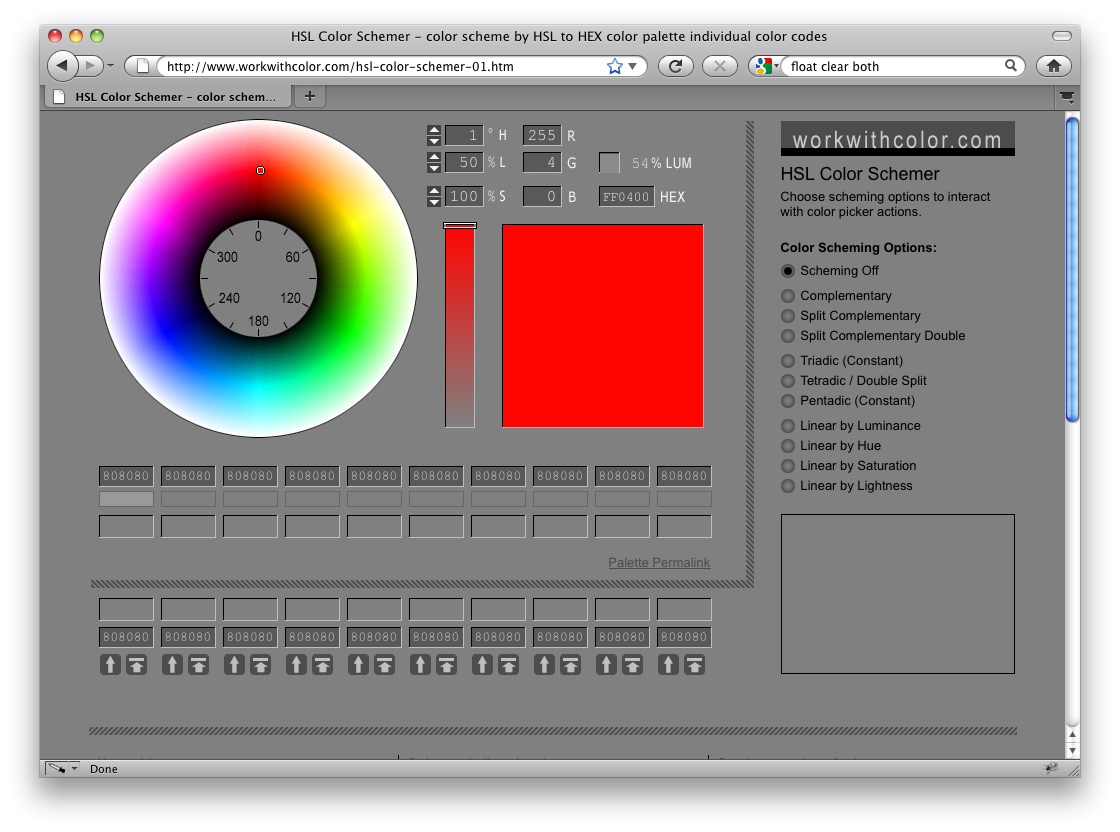 HSL Color Schemer – color scheme by HSL to HEX color palette individual color codes
http://www.workwithcolor.com/hsl-color-schemer-01.htm
float clear both
HSL Color Schemer – color schem...
1 ° H 255 R
50 % L 4 G 54% LUM
100 % S 0 B FF0400 HEX
0
300 60
240 120
180
808080 808080 808080 808080 808080 808080 808080 808080 808080 808080
Palette Permalink
808080 808080 808080 808080 808080 808080 808080 808080 808080 808080
workwithcolor.com
HSL Color Schemer
Choose scheming options to interact
with color picker actions.
Color Scheming Options:
Scheming Off
Complementary
Split Complementary
Split Complementary Double
Triadic (Constant)
Tetradic / Double Split
Pentadic (Constant)
Linear by Luminance
Linear by Hue
Linear by Saturation
Linear by Lightness
Done